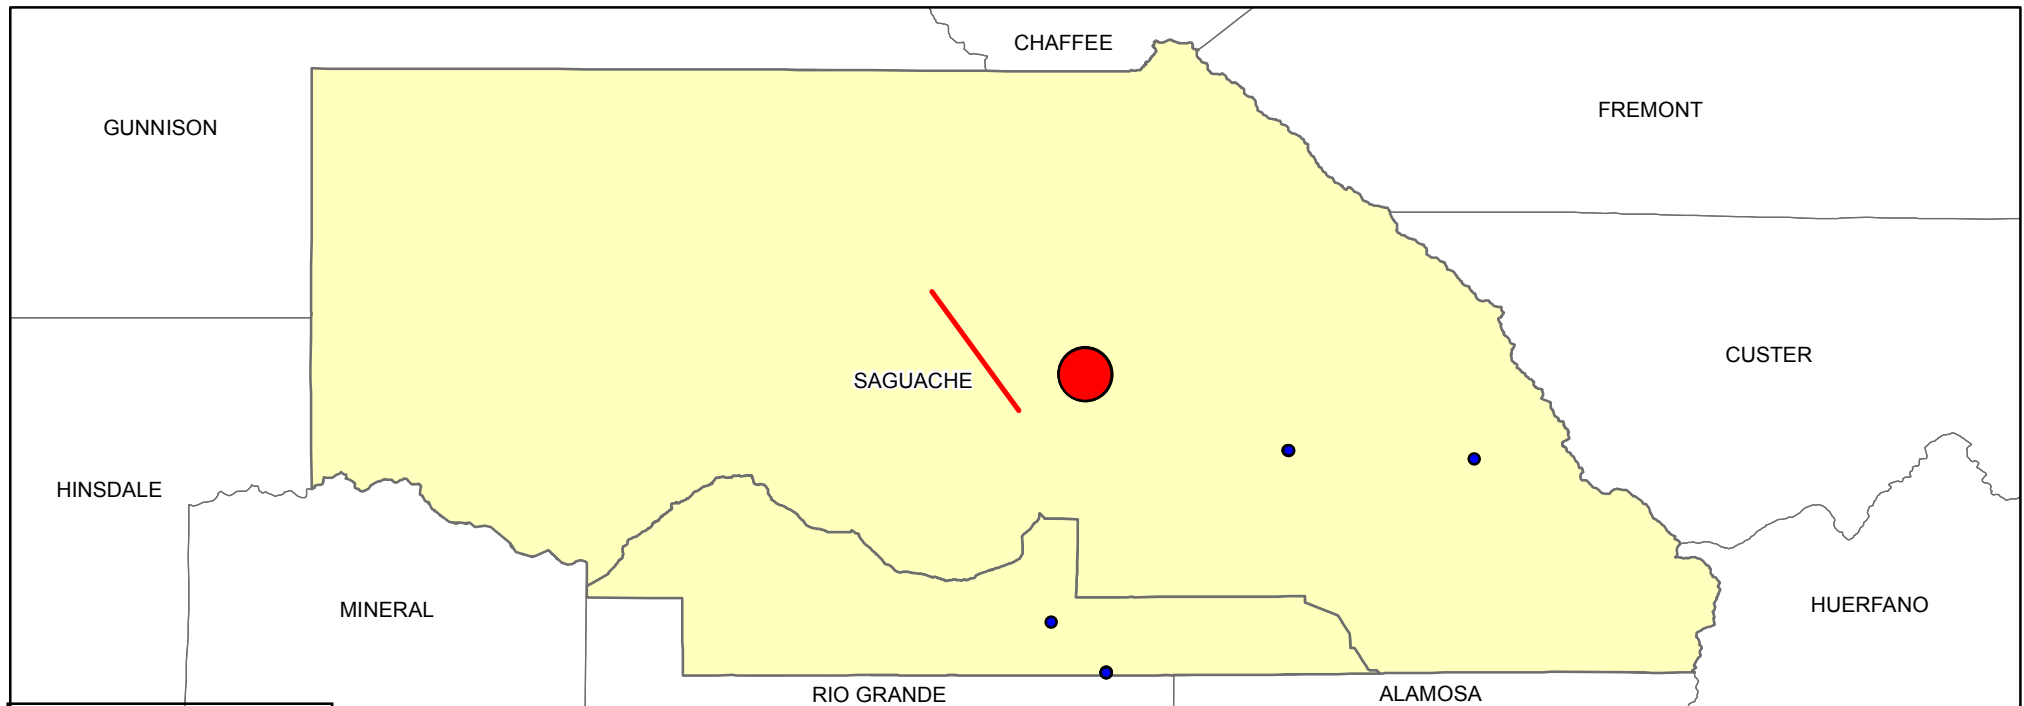 CHAFFEE
FREMONT
GUNNISON
CUSTER
SAGUACHE
HINSDALE
HUERFANO
MINERAL
ALAMOSA
RIO GRANDE